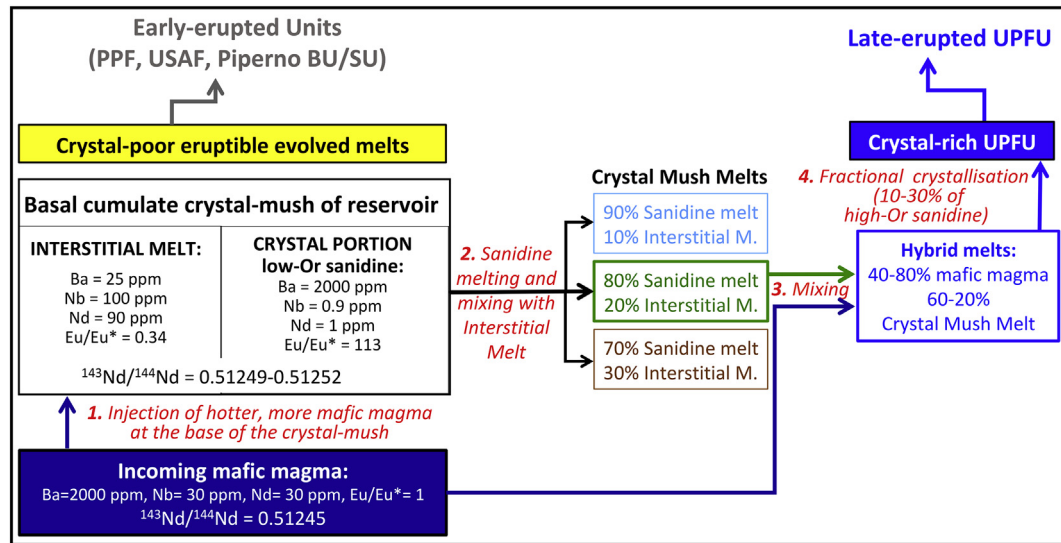 Early-erupted Units
(PPF, USAF, Piperno BU/SU)
Late-erupted UPFU
Crystal-poor eruptible evolved melts
Crystal-rich UPFU
Basal cumulate crystal-mush of reservoir
INTERSTITIAL MELT:
Ba = 25 ppm
Nb = 100 ppm
Nd = 90 ppm
Eu/Eu* = 0.34
CRYSTAL PORTION
low-Or sanidine:
Ba = 2000 ppm
Nb = 0.9 ppm
Nd = 1 ppm
Eu/Eu* = 113
¹⁴³Nd/¹⁴⁴Nd = 0.51249-0.51252
2. Sanidine
melting and
mixing with
Interstitial
Melt
Crystal Mush Melts
90% Sanidine melt
10% Interstitial M.
80% Sanidine melt
20% Interstitial M.
70% Sanidine melt
30% Interstitial M.
3. Mixing
4. Fractional crystallisation
(10-30% of
high-Or sanidine)
Hybrid melts:
40-80% mafic magma
60-20%
Crystal Mush Melt
1. Injection of hotter, more mafic magma
at the base of the crystal-mush
Incoming mafic magma:
Ba=2000 ppm, Nb= 30 ppm, Nd= 30 ppm, Eu/Eu*= 1
¹⁴³Nd/¹⁴⁴Nd = 0.51245